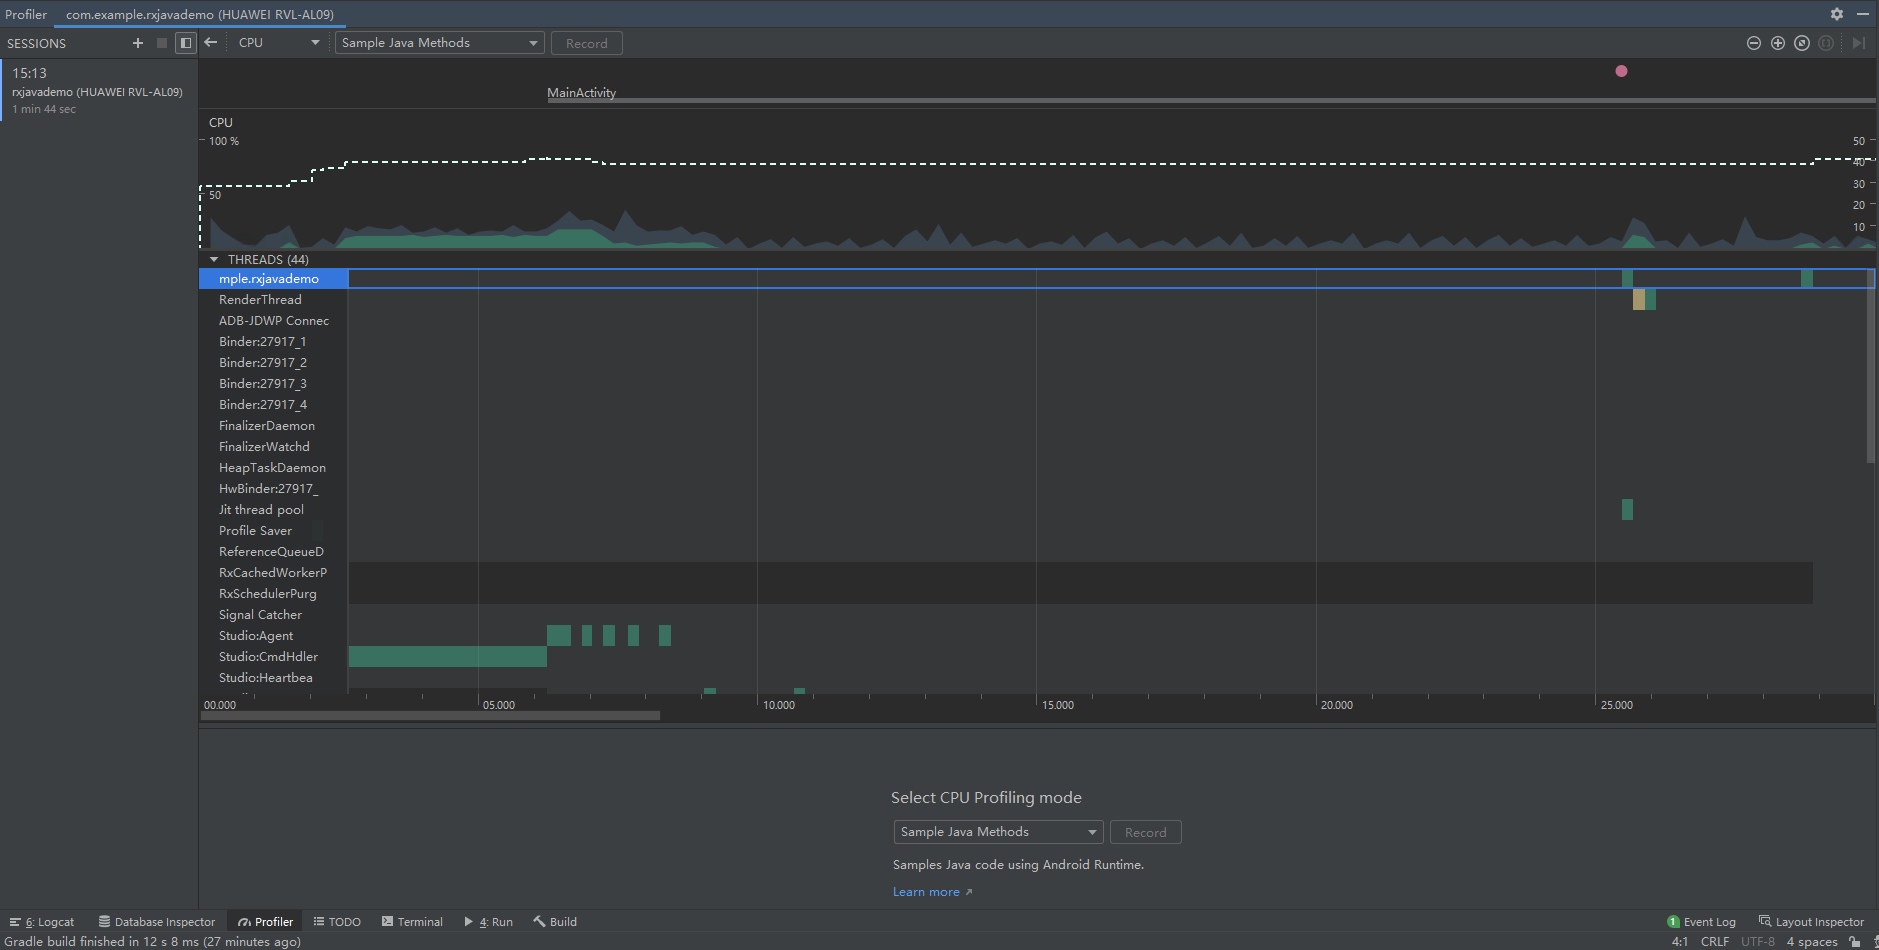 Profiler com.example.rxjavademo (HUAWEI RVL-AL09)
SESSIONS CPU Sample Java Methods Record
15:13
rxjavademo (HUAWEI RVL-AL09)
1 min 44 sec
MainActivity
CPU
100 % 50
40
30
50
20
10
THREADS (44)
mple.rxjavademo
RenderThread
ADB-JDWP Connec
Binder:27917_1
Binder:27917_2
Binder:27917_3
Binder:27917_4
FinalizerDaemon
FinalizerWatchd
HeapTaskDaemon
HwBinder:27917_
Jit thread pool
Profile Saver
ReferenceQueueD
RxCachedWorkerP
RxSchedulerPurg
Signal Catcher
Studio:Agent
Studio:CmdHdler
Studio:Heartbea
00.000 05.000 10.000 15.000 20.000 25.000
Select CPU Profiling mode
Sample Java Methods Record
Samples Java code using Android Runtime.
Learn more
6: Logcat Database Inspector Profiler TODO Terminal 4: Run Build 1 Event Log Layout Inspector
Gradle build finished in 12 s 8 ms (27 minutes ago) 4:1 CRLF UTF-8 4 spaces